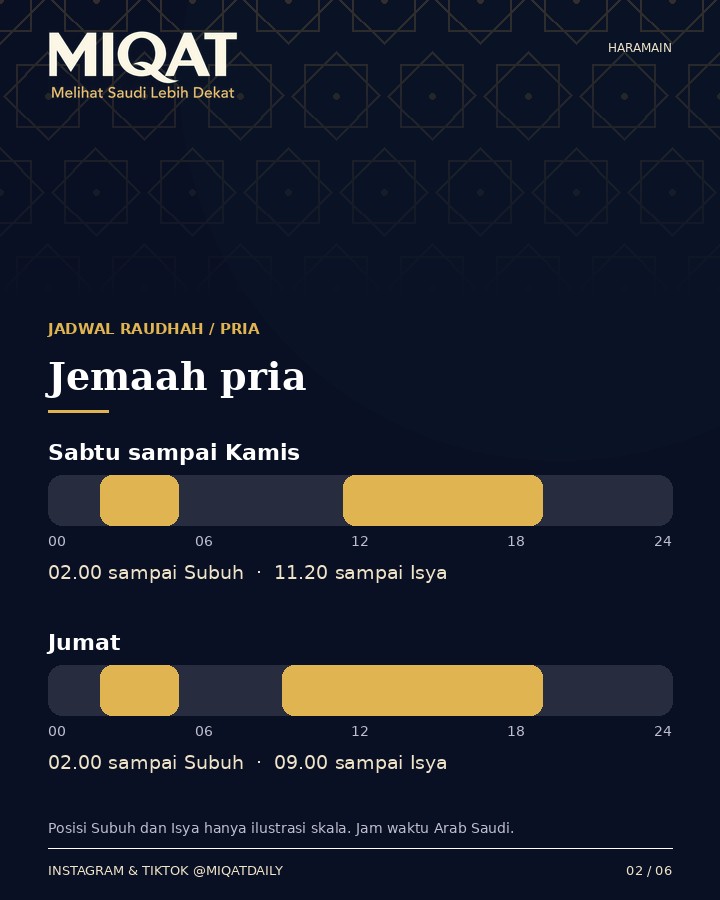 MIQAT
Melihat Saudi Lebih Dekat
HARAMAIN
JADWAL RAUDHAH / PRIA
Jemaah pria
Sabtu sampai Kamis
00 06 12 18 24
02.00 sampai Subuh · 11.20 sampai Isya
Jumat
00 06 12 18 24
02.00 sampai Subuh · 09.00 sampai Isya
Posisi Subuh dan Isya hanya ilustrasi skala. Jam waktu Arab Saudi.
INSTAGRAM & TIKTOK @MIQATDAILY
02 / 06